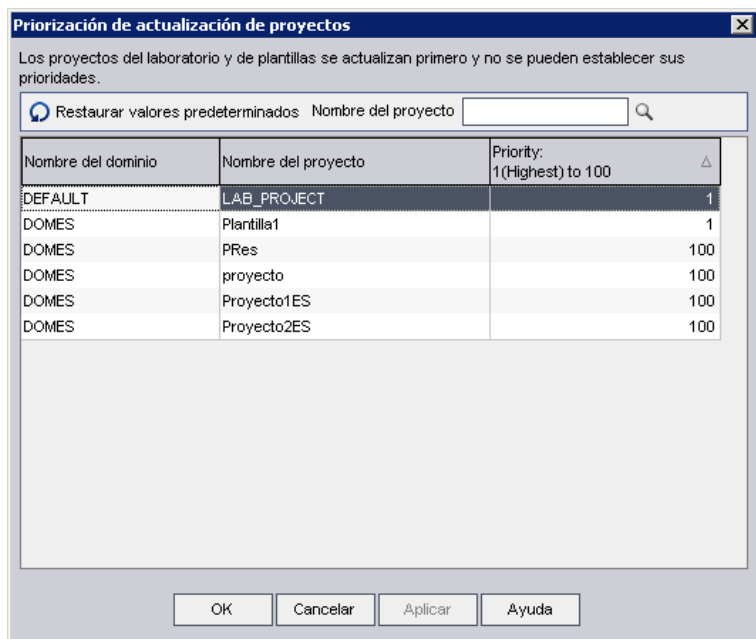 Priorización de actualización de proyectos
Los proyectos del laboratorio y de plantillas se actualizan primero y no se pueden establecer sus
prioridades.
Restaurar valores predeterminados Nombre del proyecto
Nombre del dominio Nombre del proyecto Priority:
1(Highest) to 100
DEFAULT LAB_PROJECT 1
DOMES Plantilla1 1
DOMES PRes 100
DOMES proyecto 100
DOMES Proyecto1ES 100
DOMES Proyecto2ES 100
OK Cancelar Aplicar Ayuda